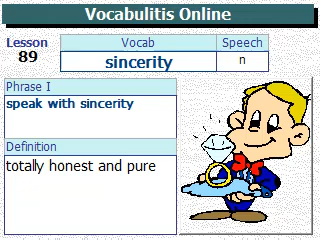 Vocabulitis Online
Lesson
89
Vocab
Speech
sincerity
n
Phrase I
speak with sincerity
Definition
totally honest and pure